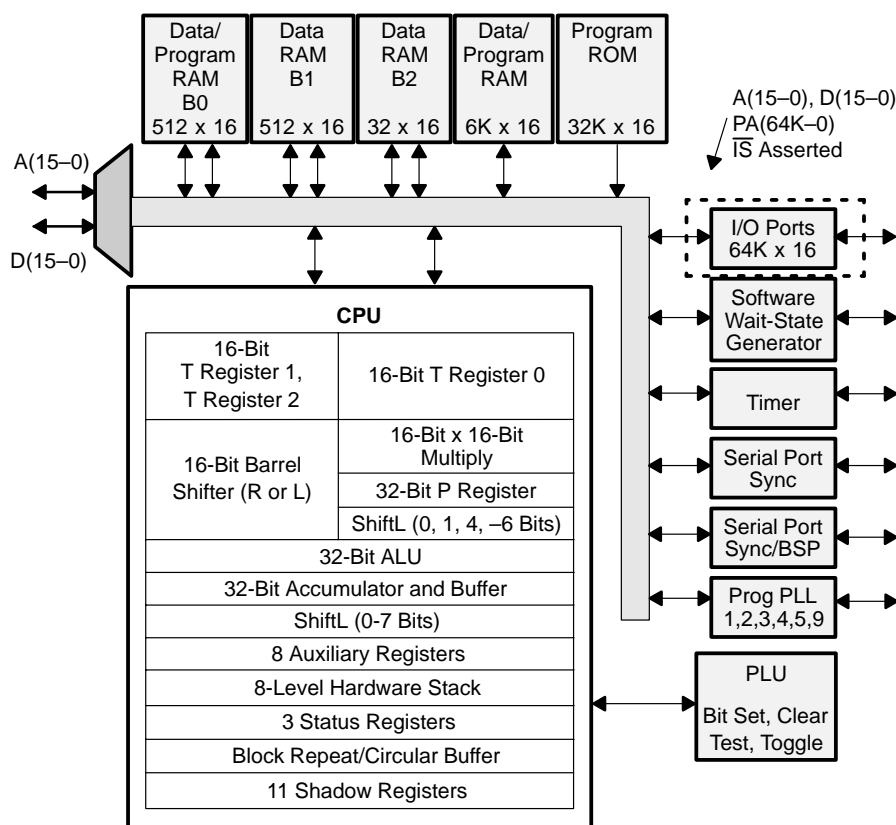 Data/
Program
RAM
B0
512 x 16
Data
RAM
B1
512 x 16
Data
RAM
B2
32 x 16
Data/
Program
RAM
6K x 16
Program
ROM
32K x 16
A(15–0), D(15–0)
PA(64K–0)
IS Asserted
A(15–0)
D(15–0)
I/O Ports
64K x 16
Software
Wait-State
Generator
Timer
Serial Port
Sync
Serial Port
Sync/BSP
Prog PLL
1,2,3,4,5,9
PLU
Bit Set, Clear
Test, Toggle
CPU
16-Bit
T Register 1,
T Register 2
16-Bit T Register 0
16-Bit Barrel
Shifter (R or L)
16-Bit x 16-Bit
Multiply
32-Bit P Register
ShiftL (0, 1, 4, –6 Bits)
32-Bit ALU
32-Bit Accumulator and Buffer
ShiftL (0-7 Bits)
8 Auxiliary Registers
8-Level Hardware Stack
3 Status Registers
Block Repeat/Circular Buffer
11 Shadow Registers